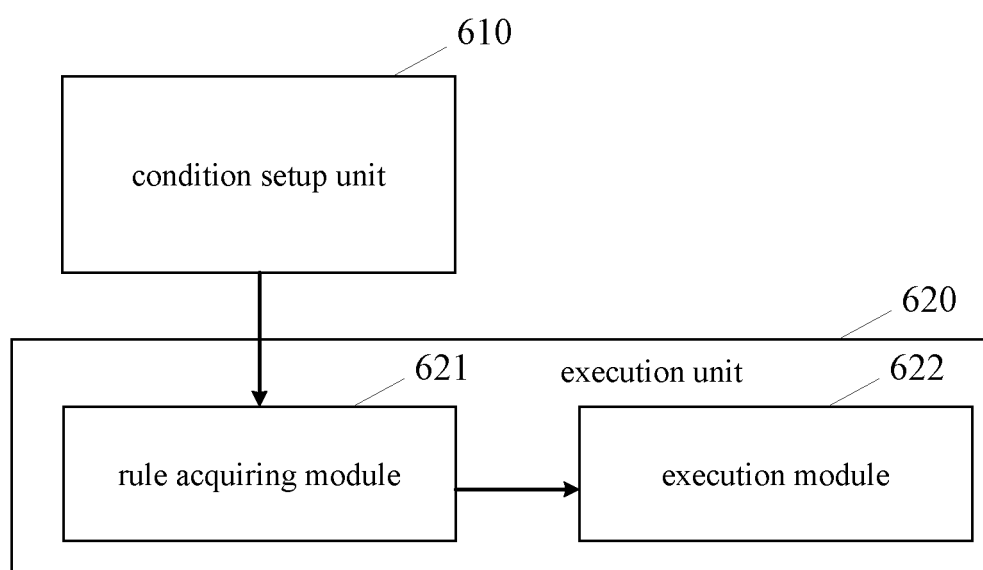 610
condition setup unit
620
621
execution unit
622
rule acquiring module
execution module